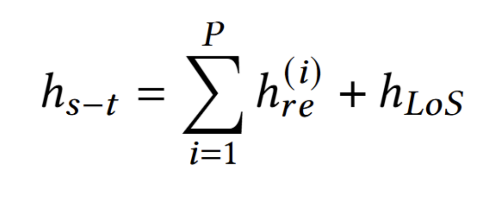 h_{s-t} = \sum_{i=1}^{P} h_{re}^{(i)} + h_{LoS}